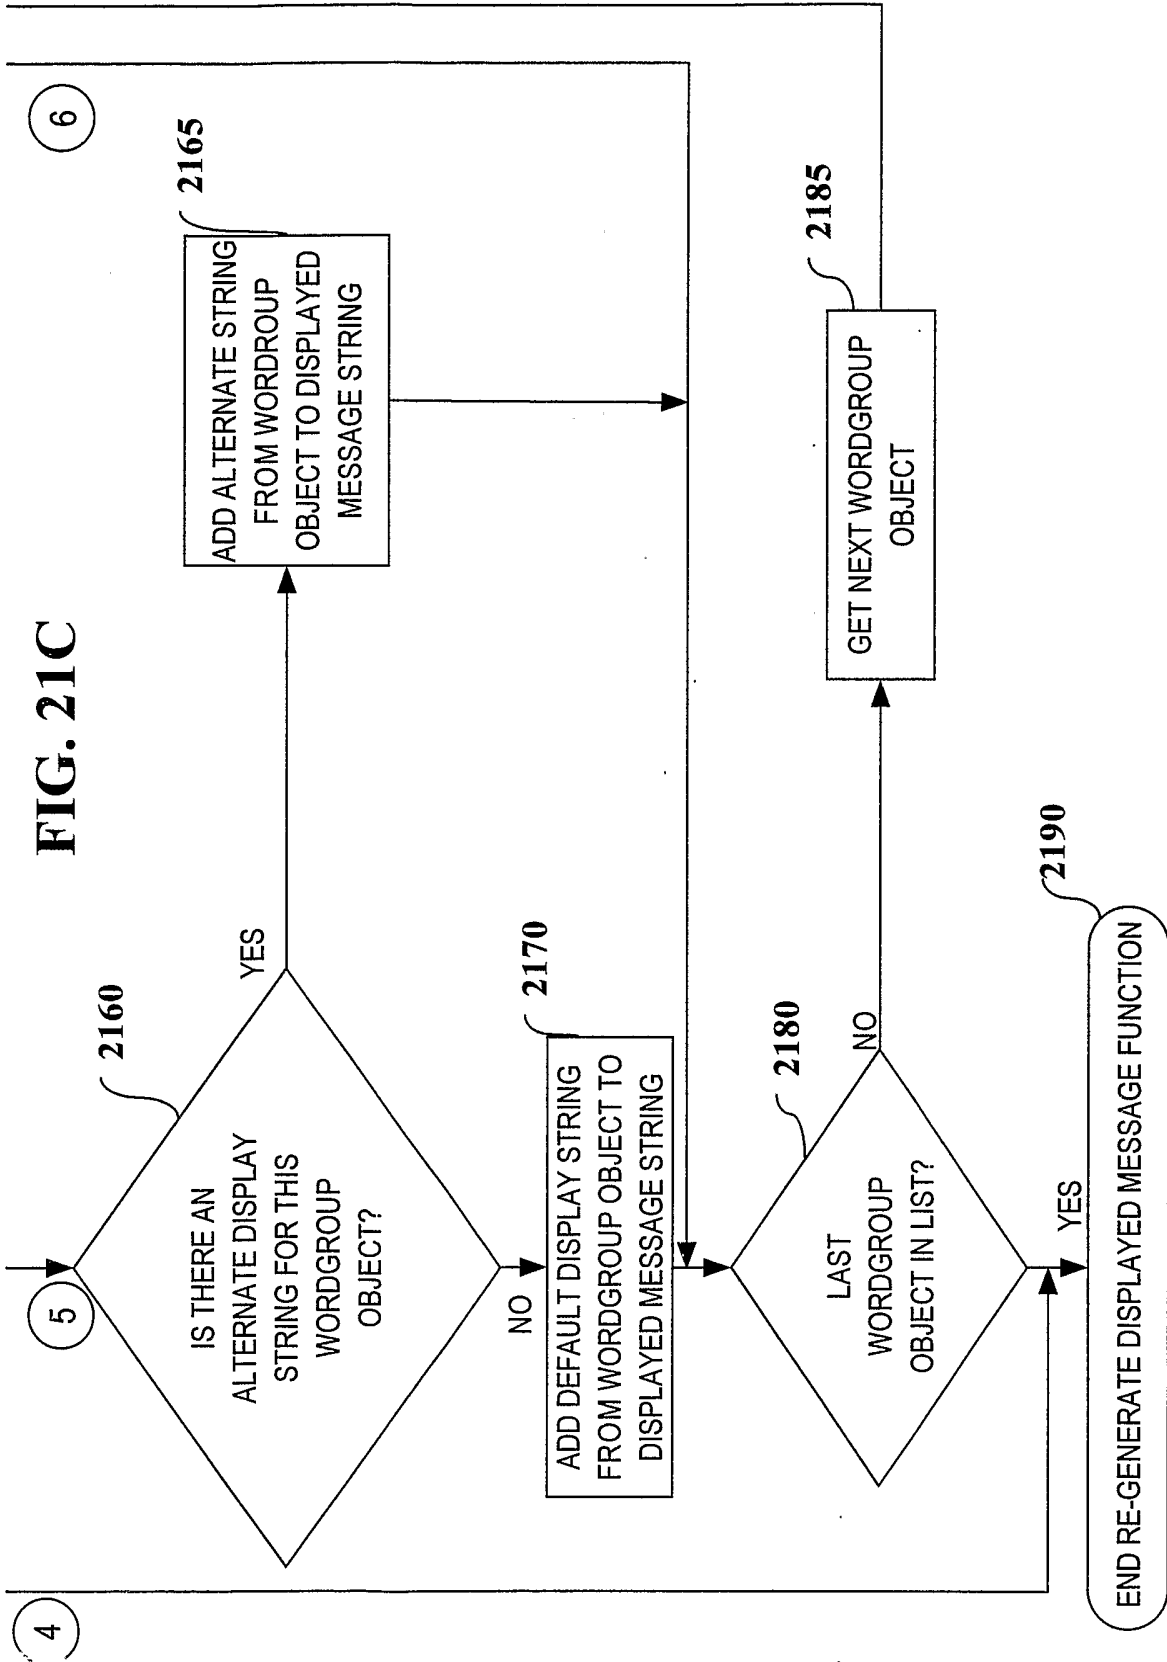 FIG. 21C
4
5
6
IS THERE AN
ALTERNATE DISPLAY
STRING FOR THIS
WORDGROUP
OBJECT?
2160
YES
NO
ADD ALTERNATE STRING
FROM WORDROUP
OBJECT TO DISPLAYED
MESSAGE STRING
2165
ADD DEFAULT DISPLAY STRING
FROM WORDGROUP OBJECT TO
DISPLAYED MESSAGE STRING
2170
LAST
WORDGROUP
OBJECT IN LIST?
2180
NO
YES
GET NEXT WORDGROUP
OBJECT
2185
END RE-GENERATE DISPLAYED MESSAGE FUNCTION
2190